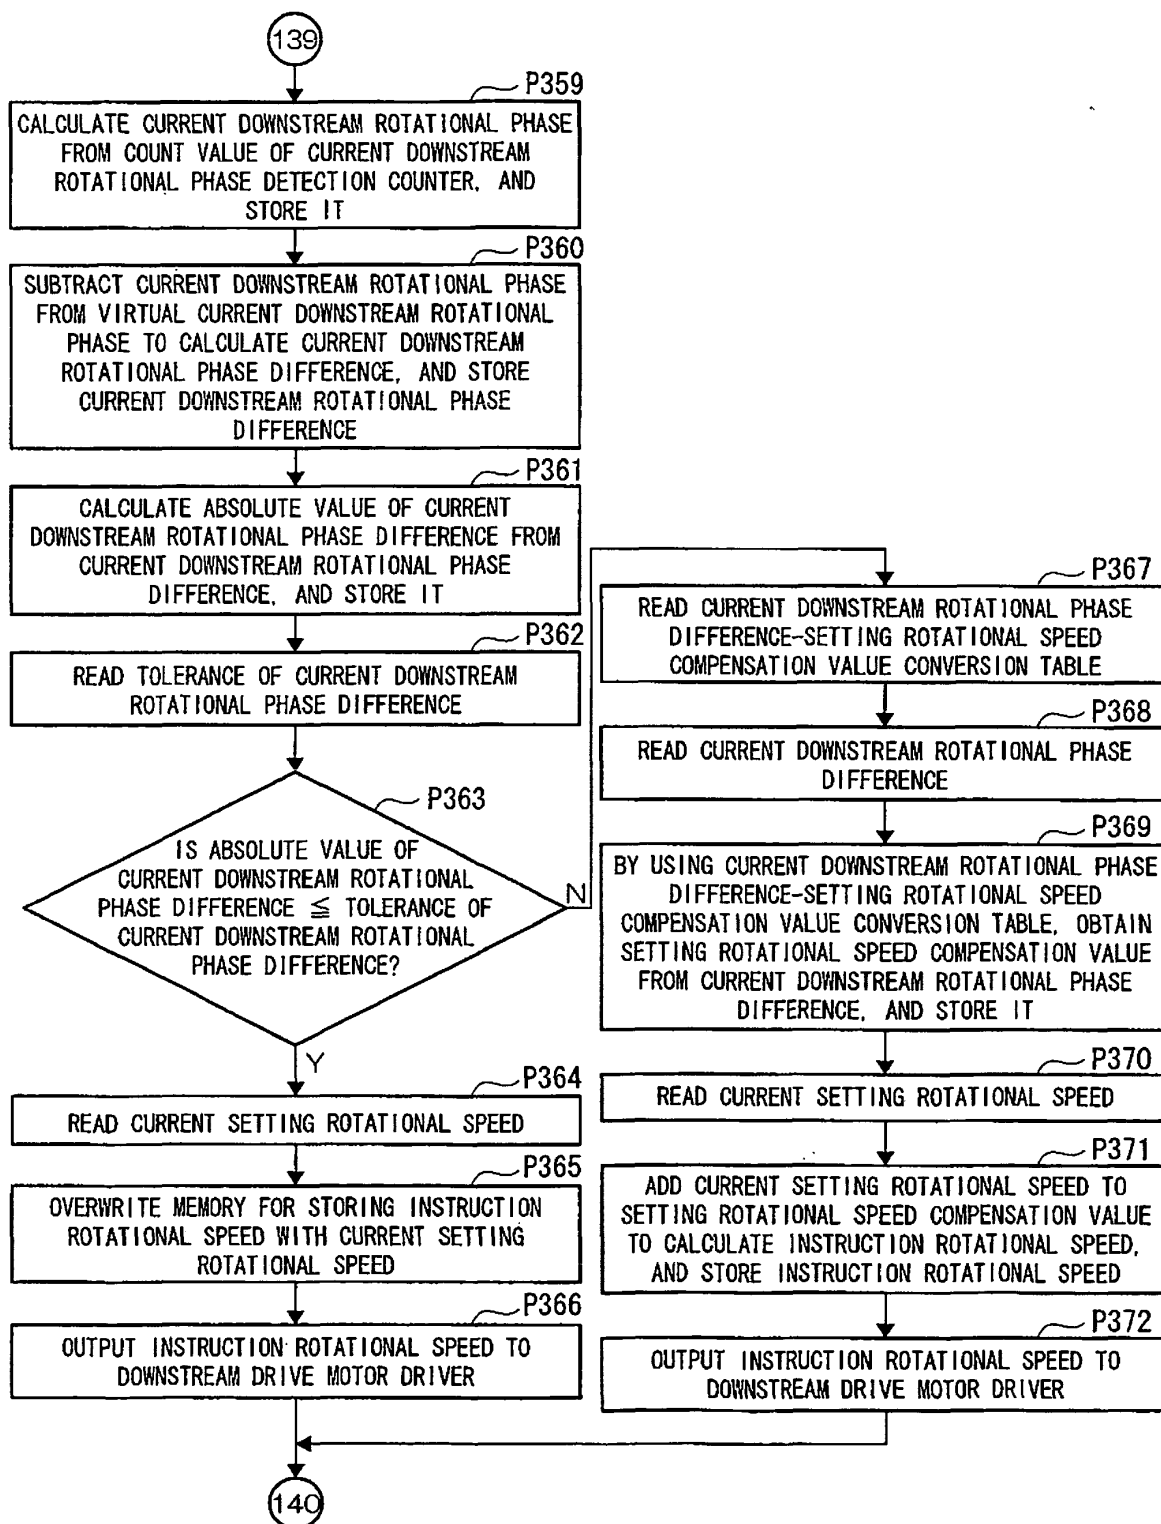 139
P359
CALCULATE CURRENT DOWNSTREAM ROTATIONAL PHASE
FROM COUNT VALUE OF CURRENT DOWNSTREAM
ROTATIONAL PHASE DETECTION COUNTER, AND
STORE IT
P360
SUBTRACT CURRENT DOWNSTREAM ROTATIONAL PHASE
FROM VIRTUAL CURRENT DOWNSTREAM ROTATIONAL
PHASE TO CALCULATE CURRENT DOWNSTREAM
ROTATIONAL PHASE DIFFERENCE, AND STORE
CURRENT DOWNSTREAM ROTATIONAL PHASE
DIFFERENCE
P361
CALCULATE ABSOLUTE VALUE OF CURRENT
DOWNSTREAM ROTATIONAL PHASE DIFFERENCE FROM
CURRENT DOWNSTREAM ROTATIONAL PHASE
DIFFERENCE, AND STORE IT
P362
READ TOLERANCE OF CURRENT DOWNSTREAM
ROTATIONAL PHASE DIFFERENCE
P363
IS ABSOLUTE VALUE OF
CURRENT DOWNSTREAM ROTATIONAL
PHASE DIFFERENCE ≦ TOLERANCE OF
CURRENT DOWNSTREAM ROTATIONAL
PHASE DIFFERENCE?
N
Y
P364
READ CURRENT SETTING ROTATIONAL SPEED
P365
OVERWRITE MEMORY FOR STORING INSTRUCTION
ROTATIONAL SPEED WITH CURRENT SETTING
ROTATIONAL SPEED
P366
OUTPUT INSTRUCTION ROTATIONAL SPEED TO
DOWNSTREAM DRIVE MOTOR DRIVER
P367
READ CURRENT DOWNSTREAM ROTATIONAL PHASE
DIFFERENCE-SETTING ROTATIONAL SPEED
COMPENSATION VALUE CONVERSION TABLE
P368
READ CURRENT DOWNSTREAM ROTATIONAL PHASE
DIFFERENCE
P369
BY USING CURRENT DOWNSTREAM ROTATIONAL PHASE
DIFFERENCE-SETTING ROTATIONAL SPEED
COMPENSATION VALUE CONVERSION TABLE, OBTAIN
SETTING ROTATIONAL SPEED COMPENSATION VALUE
FROM CURRENT DOWNSTREAM ROTATIONAL PHASE
DIFFERENCE, AND STORE IT
P370
READ CURRENT SETTING ROTATIONAL SPEED
P371
ADD CURRENT SETTING ROTATIONAL SPEED TO
SETTING ROTATIONAL SPEED COMPENSATION VALUE
TO CALCULATE INSTRUCTION ROTATIONAL SPEED,
AND STORE INSTRUCTION ROTATIONAL SPEED
P372
OUTPUT INSTRUCTION ROTATIONAL SPEED TO
DOWNSTREAM DRIVE MOTOR DRIVER
140